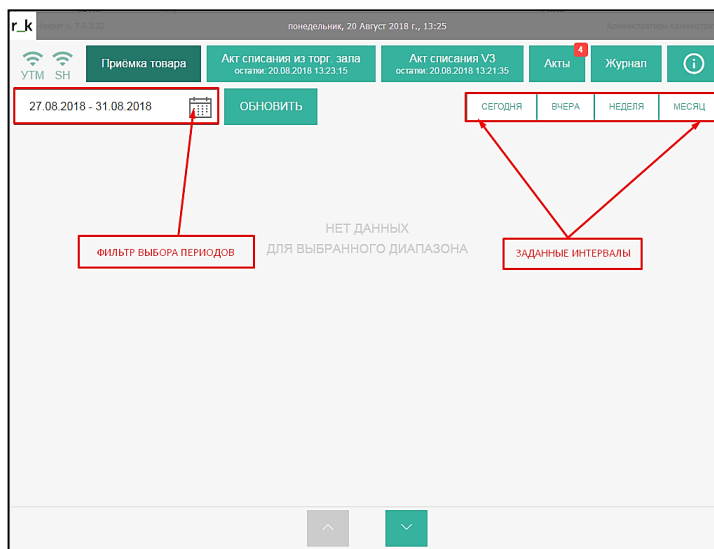 r_k
понедельник, 20 Август 2018 г., 13:25
УТМ SH
Приёмка товара
Акт списания из торг. зала
остатки: 20.08.2018 13:23:15
Акт списания V3
остатки: 20.08.2018 13:21:35
Акты
4
Журнал
27.08.2018 - 31.08.2018
ОБНОВИТЬ
СЕГОДНЯ
ВЧЕРА
НЕДЕЛЯ
МЕСЯЦ
НЕТ ДАННЫХ
ДЛЯ ВЫБРАННОГО ДИАПАЗОНА
ФИЛЬТР ВЫБОРА ПЕРИОДОВ
ЗАДАННЫЕ ИНТЕРВАЛЫ